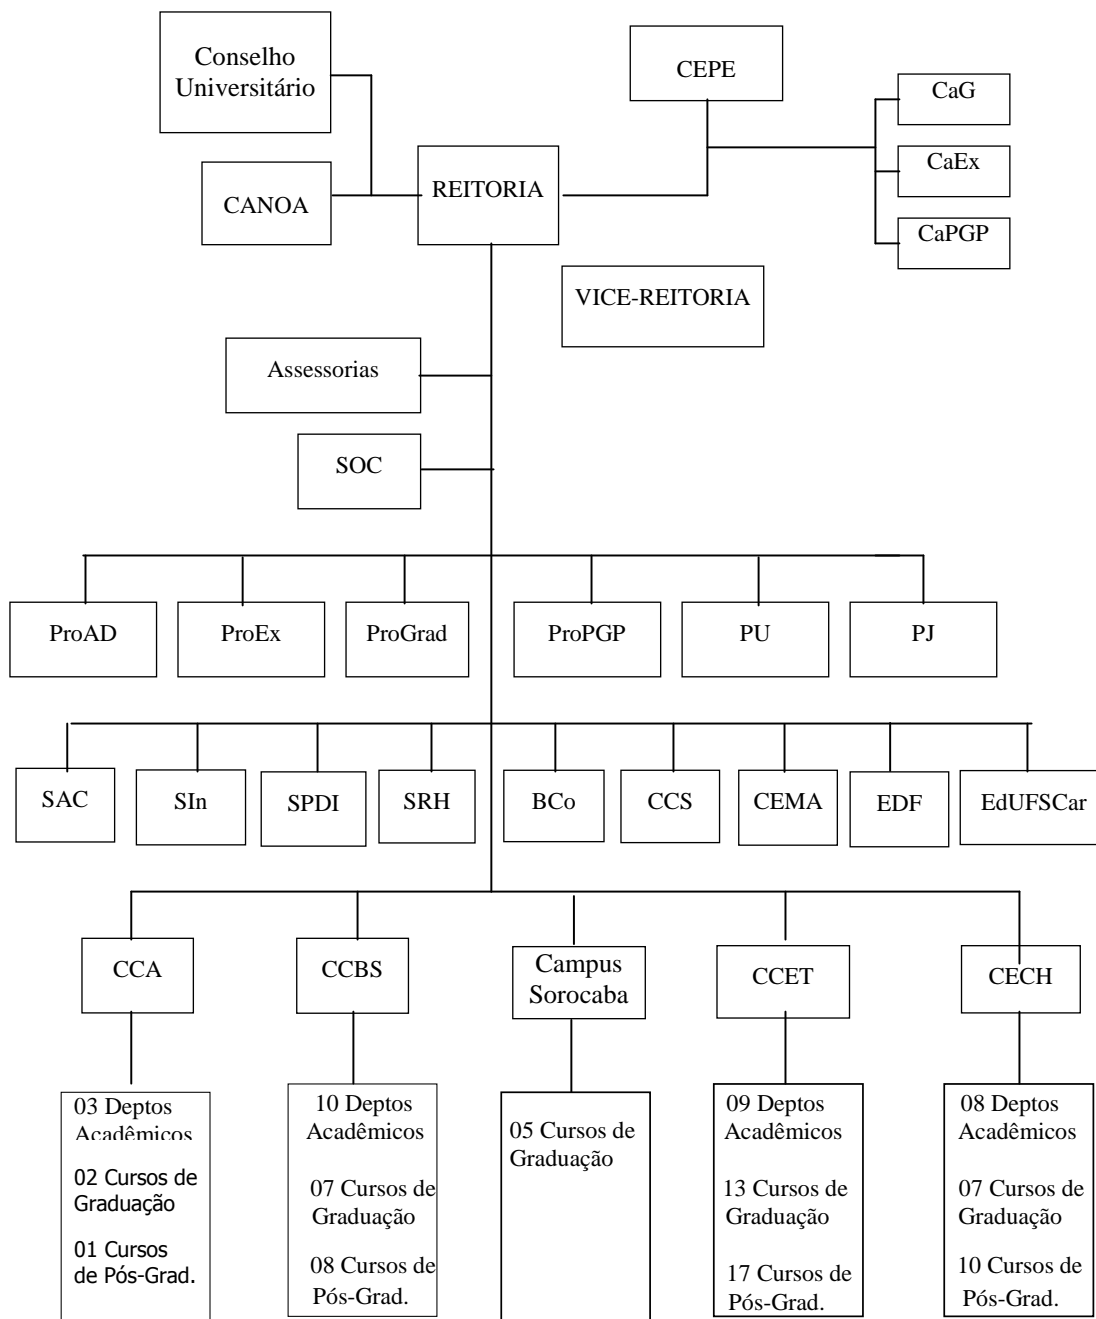 Conselho
Universitário
CEPE
CaG
CaEx
CaPGP
REITORIA
CANOA
VICE-REITORIA
Assessorias
SOC
ProAD
ProEx
ProGrad
ProPGP
PU
PJ
SAC
SIn
SPDI
SRH
BCo
CCS
CEMA
EDF
EdUFSCar
CCA
CCBS
Campus
Sorocaba
CCET
CECH
03 Deptos
Acadêmicos
02 Cursos de
Graduação
01 Cursos
de Pós-Grad.
10 Deptos
Acadêmicos
07 Cursos de
Graduação
08 Cursos de
Pós-Grad.
05 Cursos de
Graduação
09 Deptos
Acadêmicos
13 Cursos de
Graduação
17 Cursos de
Pós-Grad.
08 Deptos
Acadêmicos
07 Cursos de
Graduação
10 Cursos de
Pós-Grad.